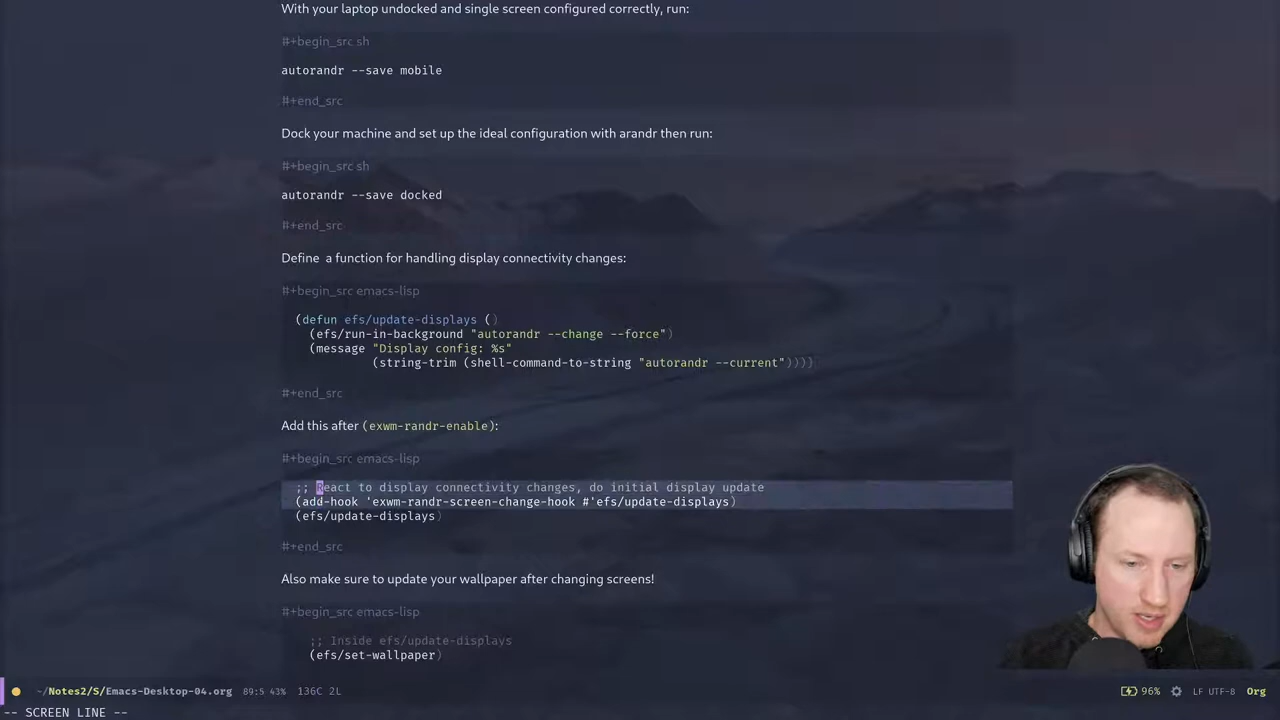 With your laptop undocked and single screen configured correctly, run:
#+begin_src sh
autorandr --save mobile
#+end_src
Dock your machine and set up the ideal configuration with arandr then run:
#+begin_src sh
autorandr --save docked
#+end_src
Define  a function for handling display connectivity changes:
#+begin_src emacs-lisp
(defun efs/update-displays ()
(efs/run-in-background "autorandr --change --force")
(message "Display config: %s"
(string-trim (shell-command-to-string "autorandr --current"))))
#+end_src
Add this after (exwm-randr-enable):
#+begin_src emacs-lisp
;; React to display connectivity changes, do initial display update
(add-hook 'exwm-randr-screen-change-hook #'efs/update-displays)
(efs/update-displays)
#+end_src
Also make sure to update your wallpaper after changing screens!
#+begin_src emacs-lisp
;; Inside efs/update-displays
(efs/set-wallpaper)
~/Notes2/S/Emacs-Desktop-04.org 89:5 43% 136C 2L 96% LF UTF-8 Org
-- SCREEN LINE --